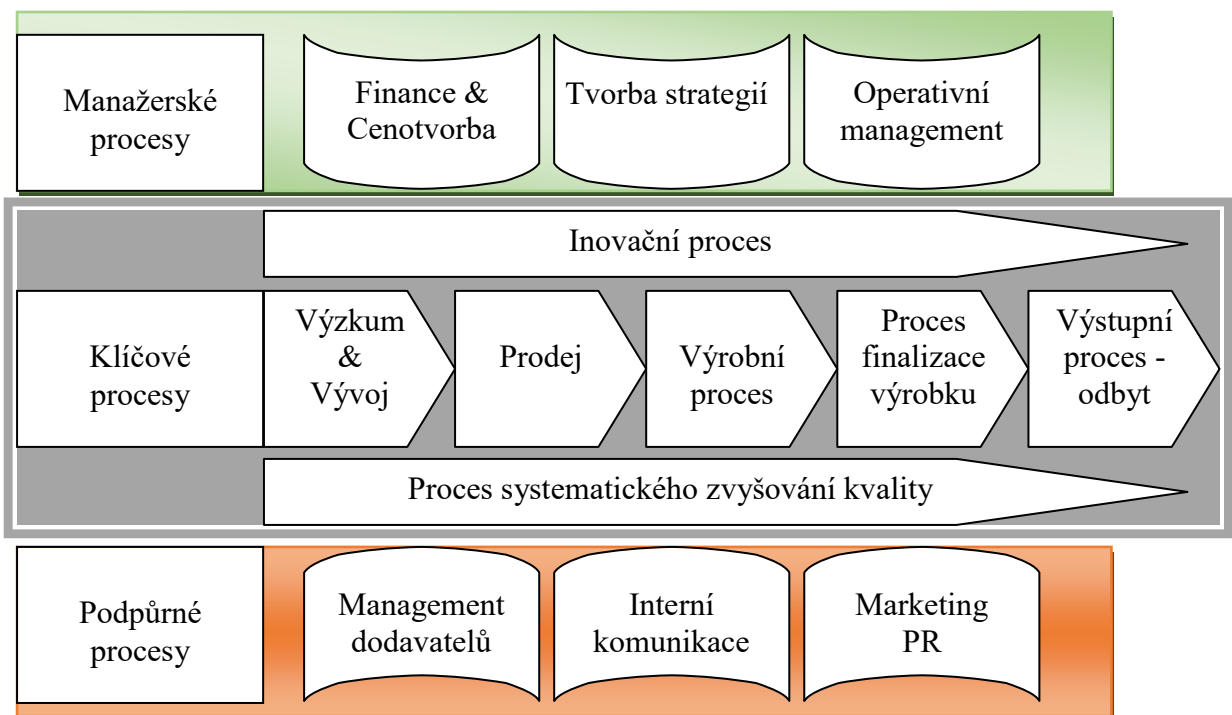 Manažerské
procesy
Finance &
Cenotvorba
Tvorba strategií
Operativní
management
Inovační proces
Klíčové
procesy
Výzkum
&
Vývoj
Prodej
Výrobní
proces
Proces
finalizace
výrobku
Výstupní
proces -
odbyt
Proces systematického zvyšování kvality
Podpůrné
procesy
Management
dodavatelů
Interní
komunikace
Marketing
PR